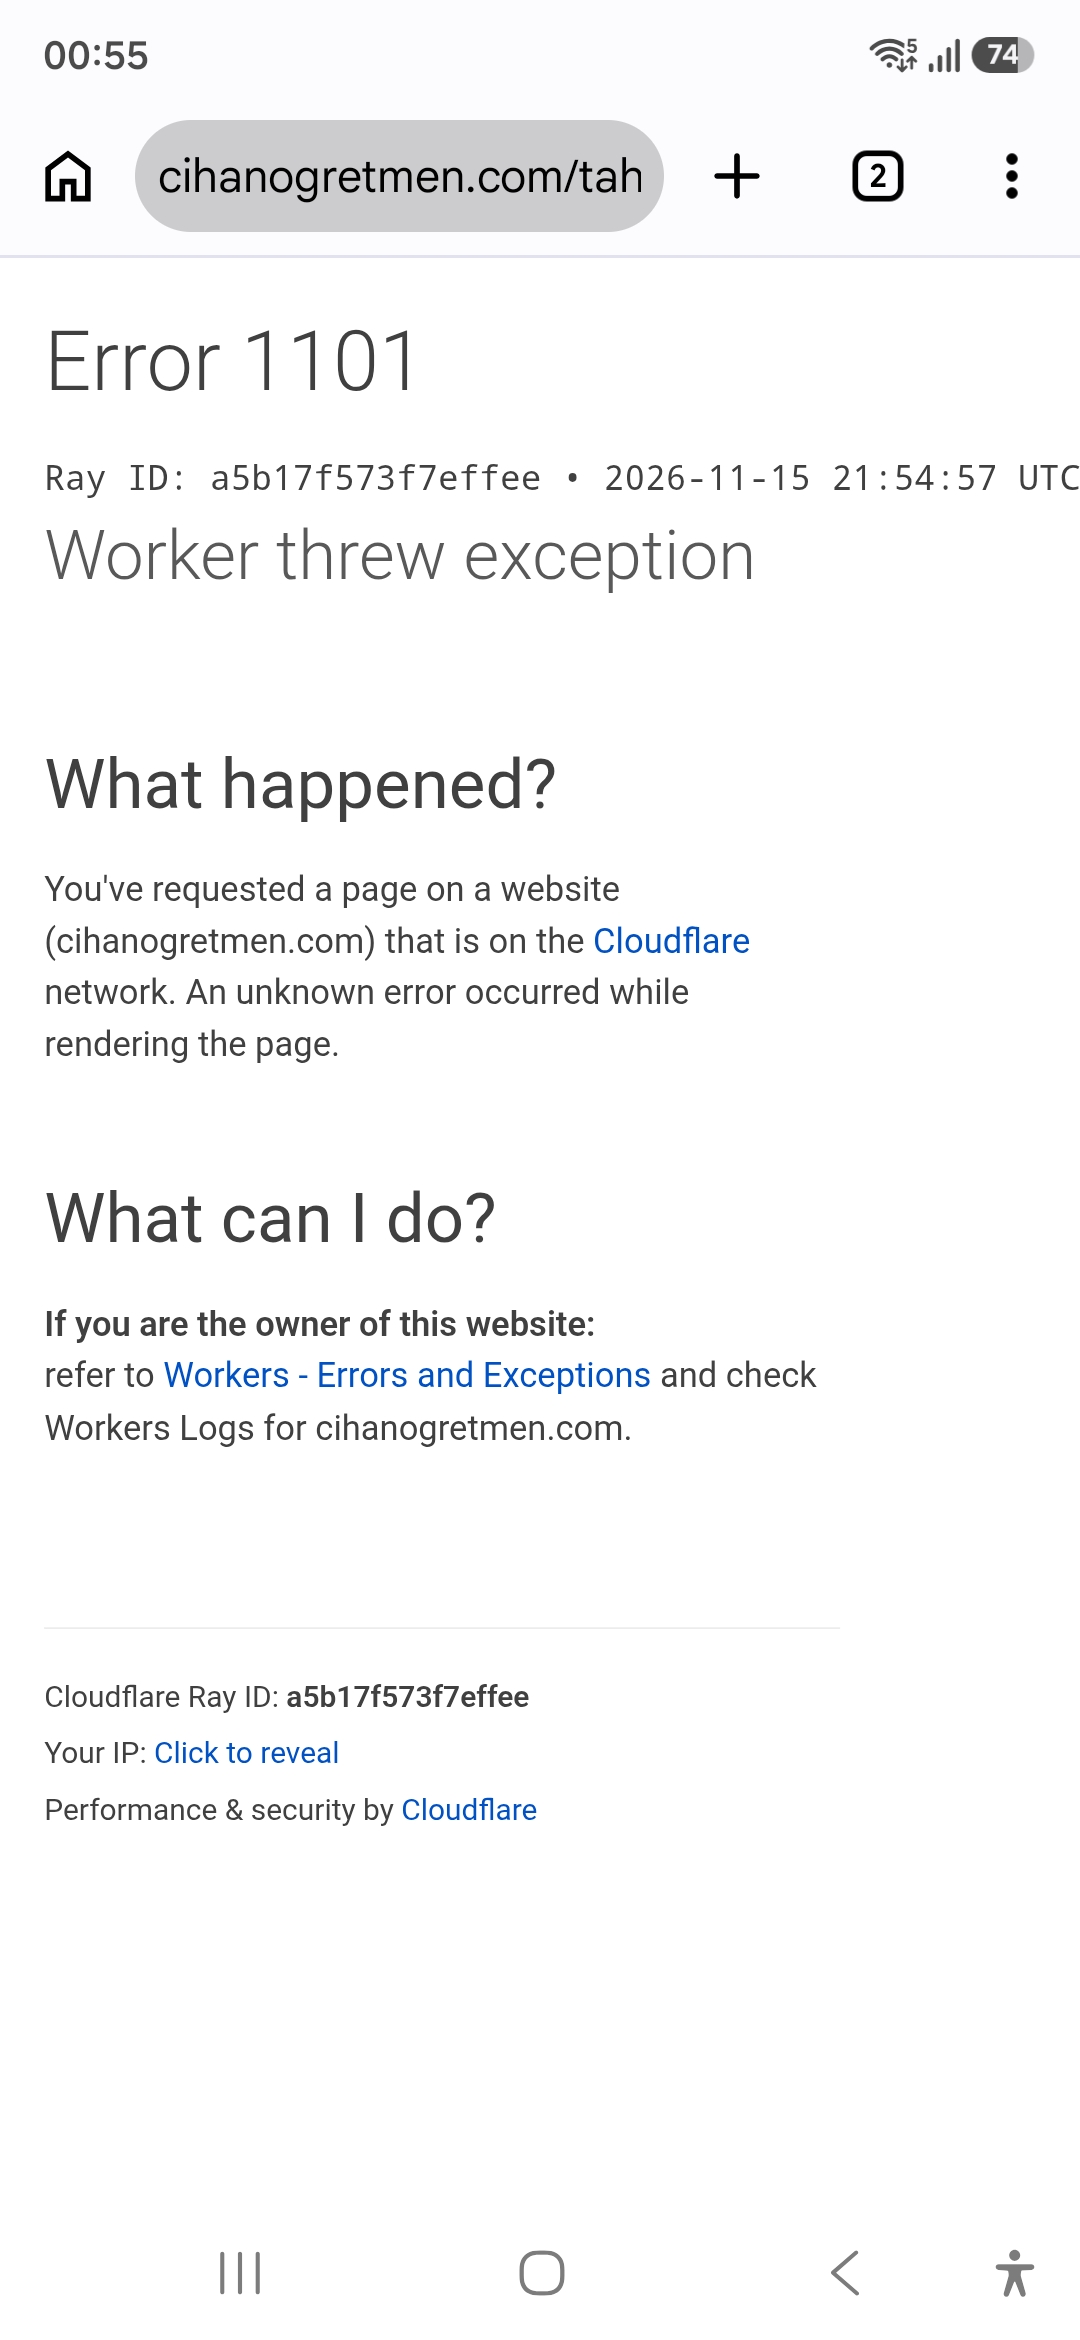 00:55
5
74
cihanogretmen.com/tah
2
Error 1101
Ray ID: a5b17f573f7effee • 2026-11-15 21:54:57 UTC
Worker threw exception
What happened?
You've requested a page on a website
(cihanogretmen.com) that is on the Cloudflare
network. An unknown error occurred while
rendering the page.
What can I do?
If you are the owner of this website:
refer to Workers - Errors and Exceptions and check
Workers Logs for cihanogretmen.com.
Cloudflare Ray ID: a5b17f573f7effee
Your IP: Click to reveal
Performance & security by Cloudflare